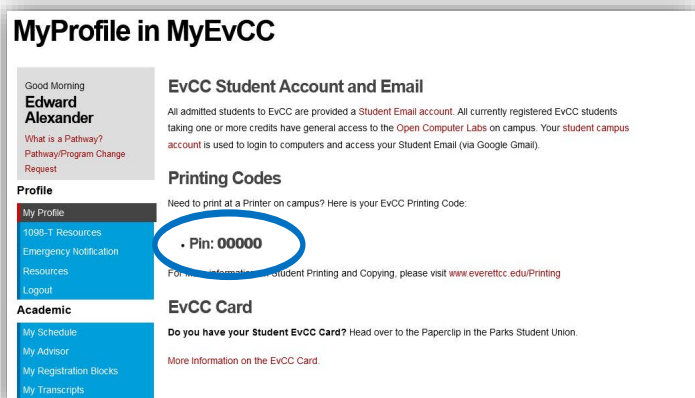 MyProfile in MyEvCC
Good Morning
Edward
Alexander
What is a Pathway?
Pathway/Program Change
Request
Profile
My Profile
1098-T Resources
Emergency Notification
Resources
Logout
Academic
My Schedule
My Advisor
My Registration Blocks
My Transcripts
EvCC Student Account and Email
All admitted students to EvCC are provided a Student Email account. All currently registered EvCC students
taking one or more credits have general access to the Open Computer Labs on campus. Your student campus
account is used to login to computers and access your Student Email (via Google Gmail).
Printing Codes
Need to print at a Printer on campus? Here is your EvCC Printing Code:
• Pin: 00000
For More information Student Printing and Copying, please visit www.everettcc.edu/Printing
EvCC Card
Do you have your Student EvCC Card? Head over to the Paperclip in the Parks Student Union.
More Information on the EvCC Card.